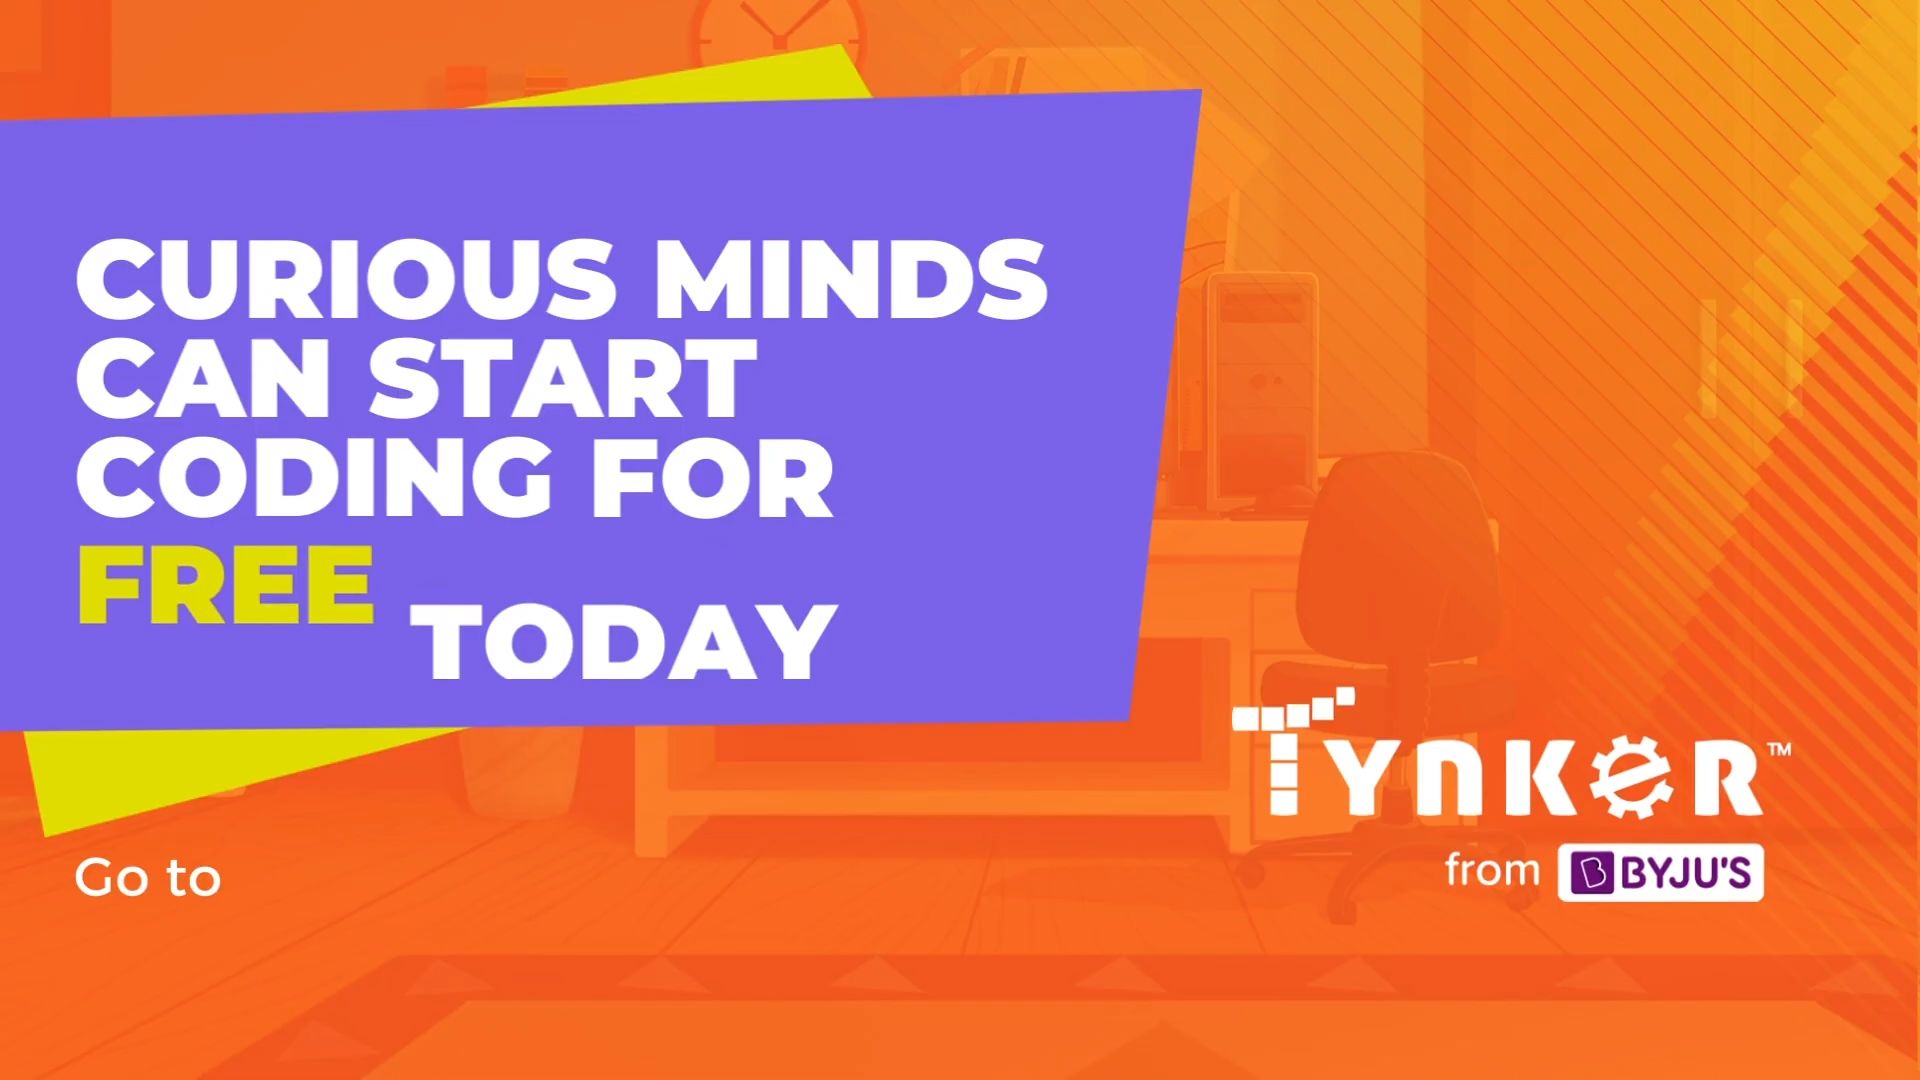 CURIOUS MINDS
CAN START
CODING FOR
FREE TODAY
Go to
TYNKER™
from BYJU'S